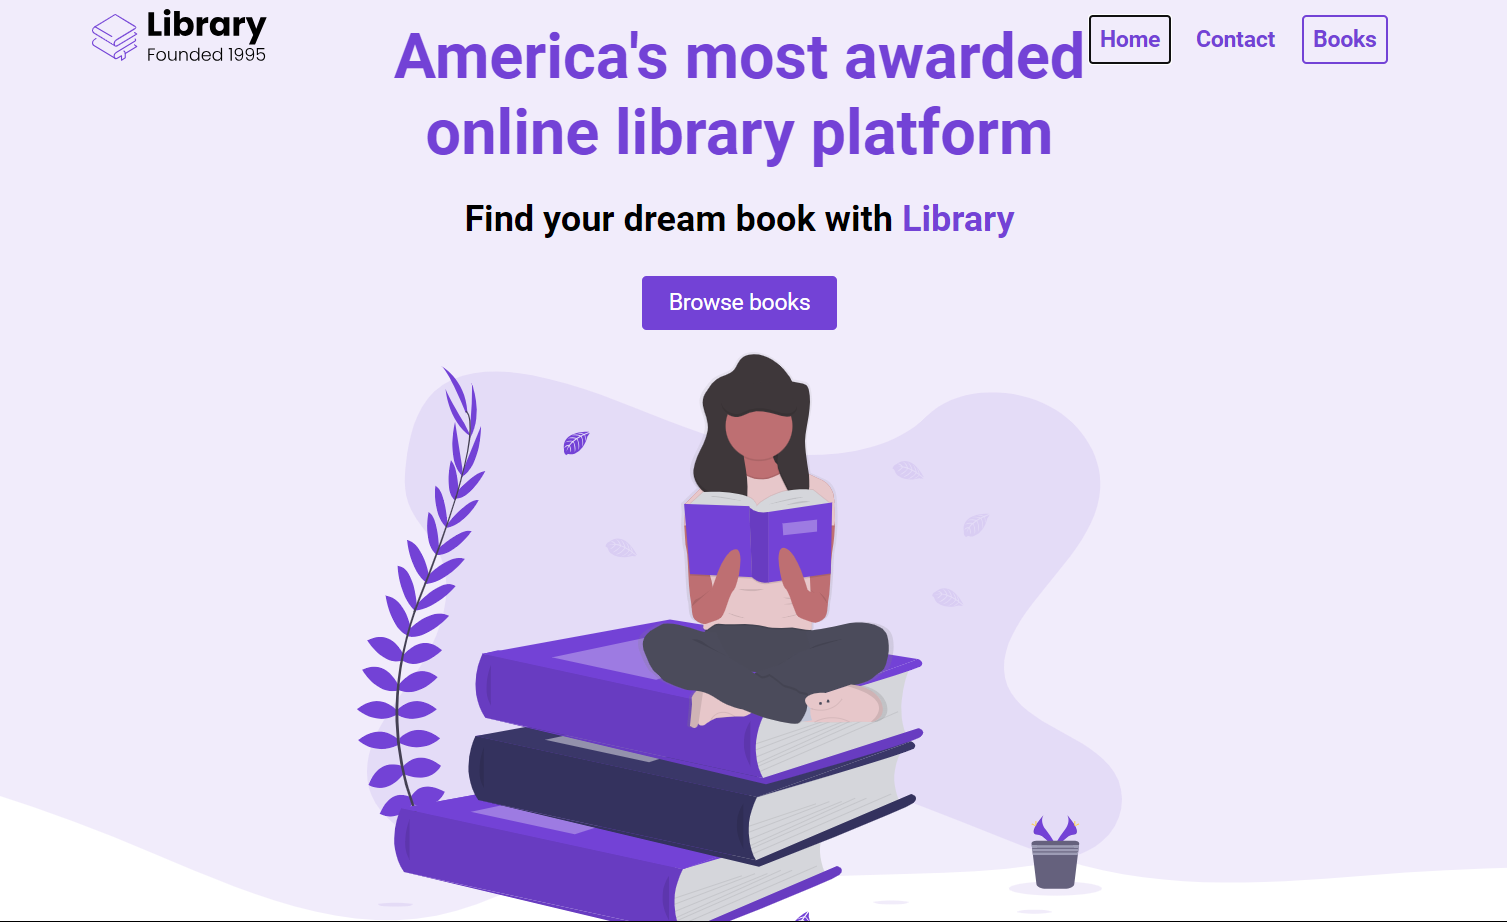 Library
Founded 1995
Home
Contact
Books
America's most awarded
online library platform
Find your dream book with Library
Browse books